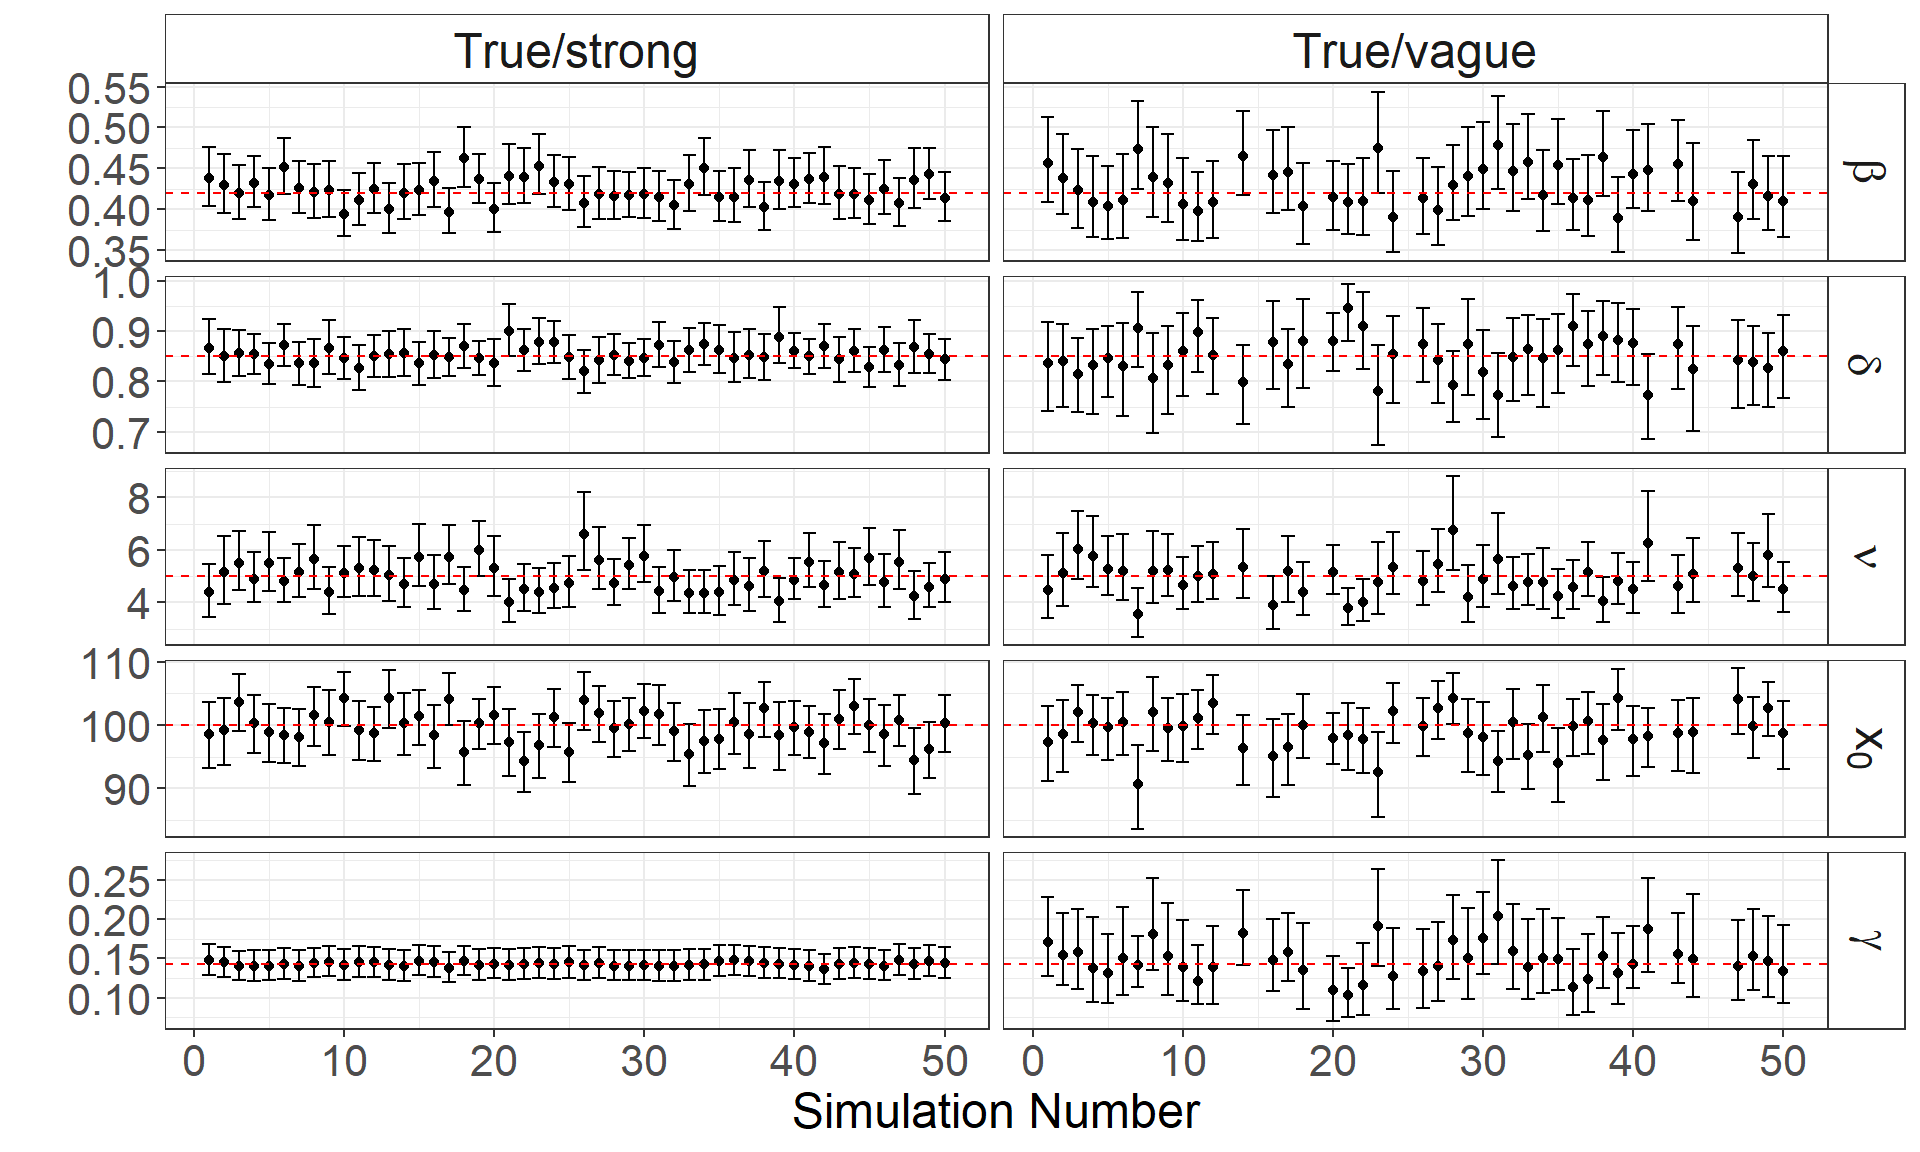 True/strong True/vague
0.55
0.50
0.45
0.40
0.35
β
1.0
0.9
0.8
0.7
δ
8
6
4
ν
110
100
90
x₀
0.25
0.20
0.15
0.10
γ
0 10 20 30 40 50 0 10 20 30 40 50
Simulation Number